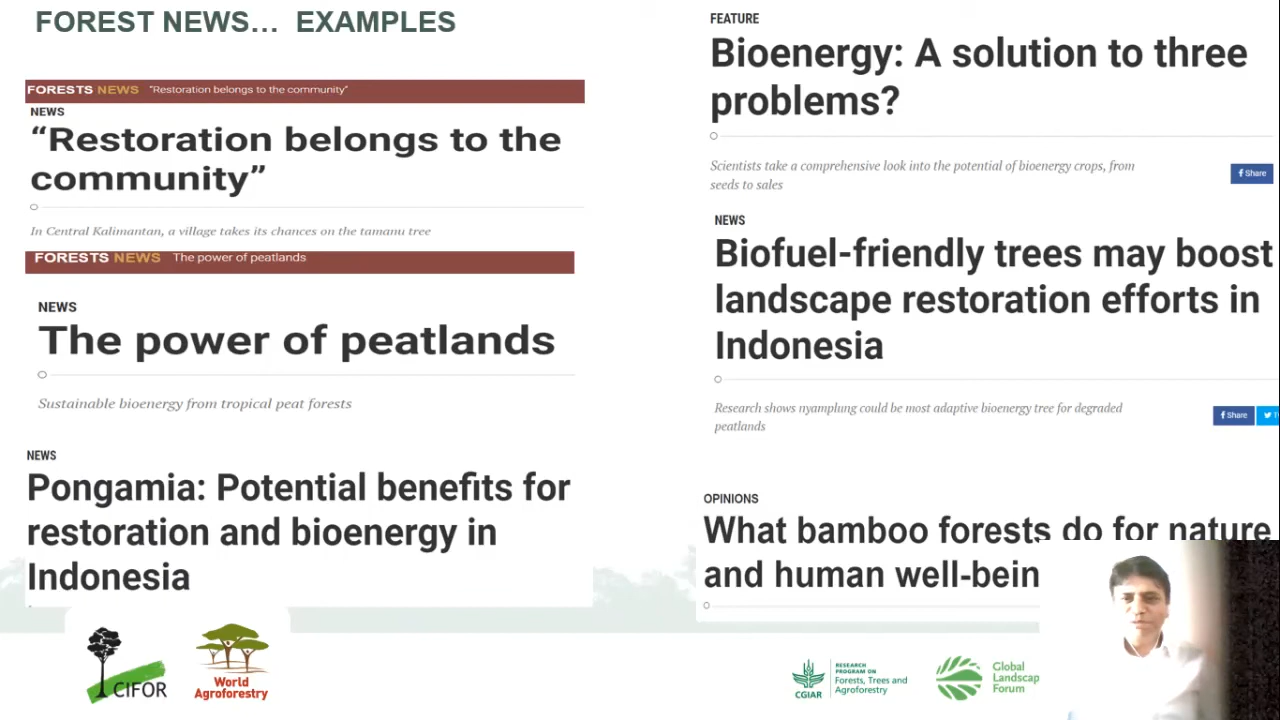 FOREST NEWS... EXAMPLES
FORESTS NEWS "Restoration belongs to the community"
NEWS
“Restoration belongs to the
community”
In Central Kalimantan, a village takes its chances on the tamanu tree
FORESTS NEWS The power of peatlands
NEWS
The power of peatlands
Sustainable bioenergy from tropical peat forests
NEWS
Pongamia: Potential benefits for
restoration and bioenergy in
Indonesia
FEATURE
Bioenergy: A solution to three
problems?
Scientists take a comprehensive look into the potential of bioenergy crops, from
seeds to sales
Share
NEWS
Biofuel-friendly trees may boost
landscape restoration efforts in
Indonesia
Research shows nyamplung could be most adaptive bioenergy tree for degraded
peatlands
Share
OPINIONS
What bamboo forests do for nature
and human well-bein
CIFOR
World
Agroforestry
CGIAR
RESEARCH
PROGRAM ON
Forests, Trees and
Agroforestry
Global
Landscap
Forum